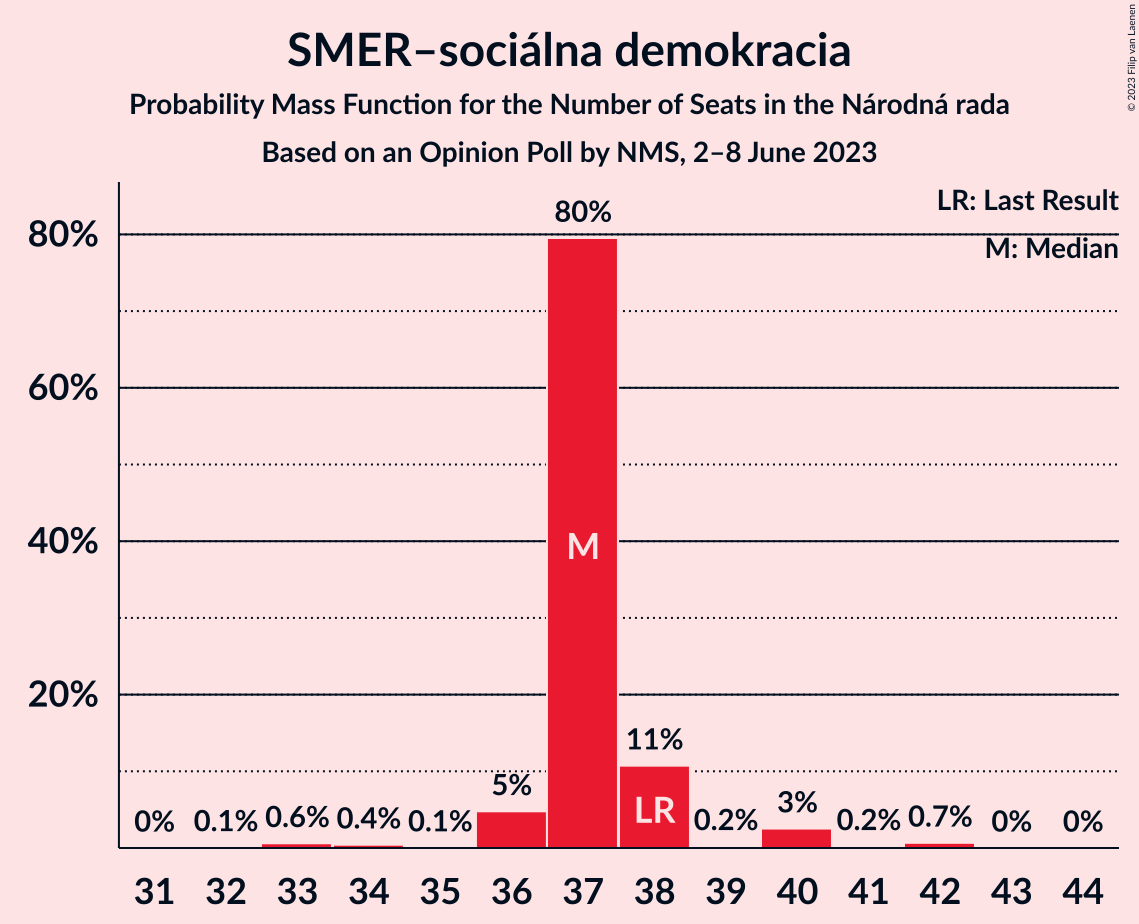 SMER–sociálna demokracia
Probability Mass Function for the Number of Seats in the Národná rada
Based on an Opinion Poll by NMS, 2–8 June 2023
© 2023 Filip van Laenen
LR: Last Result
M: Median
80%
60%
40%
20%
0%
0.1%
0.6%
0.4%
0.1%
5%
80%
M
11%
LR
0.2%
3%
0.2%
0.7%
0%
0%
31 32 33 34 35 36 37 38 39 40 41 42 43 44